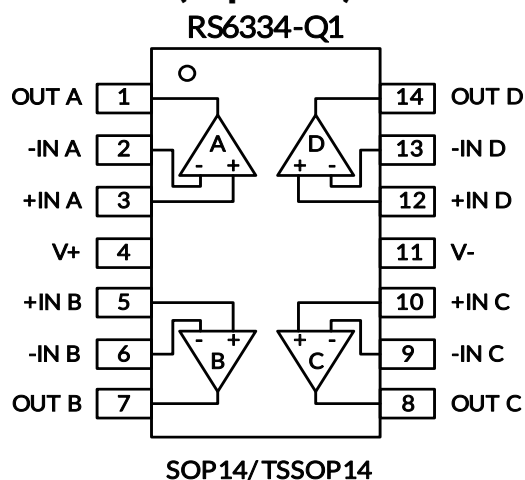 RS6334-Q1
OUT A 1 14 OUT D
-IN A 2 A D 13 -IN D
- + + -
+IN A 3 12 +IN D
V+ 4 11 V-
+IN B 5 10 +IN C
- + + -
-IN B 6 B C 9 -IN C
OUT B 7 8 OUT C
SOP14/TSSOP14